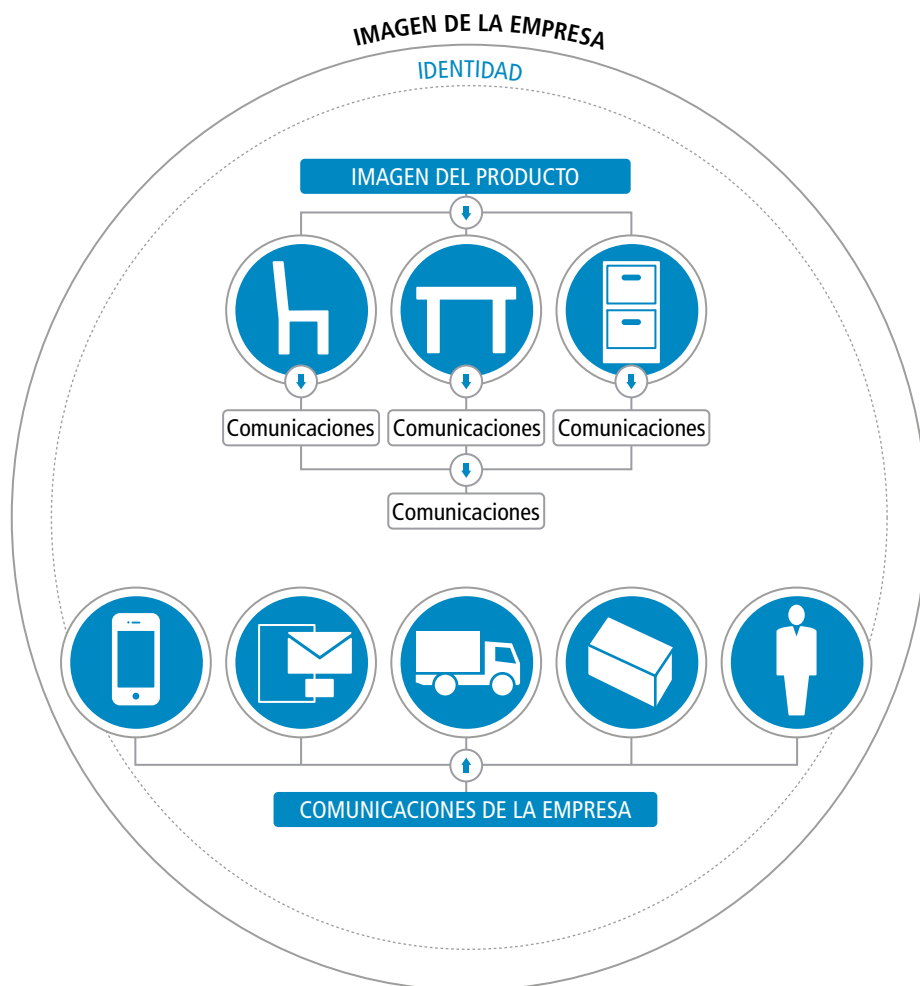 IMAGEN DE LA EMPRESA
IDENTIDAD
IMAGEN DEL PRODUCTO
Comunicaciones
Comunicaciones
Comunicaciones
Comunicaciones
COMUNICACIONES DE LA EMPRESA